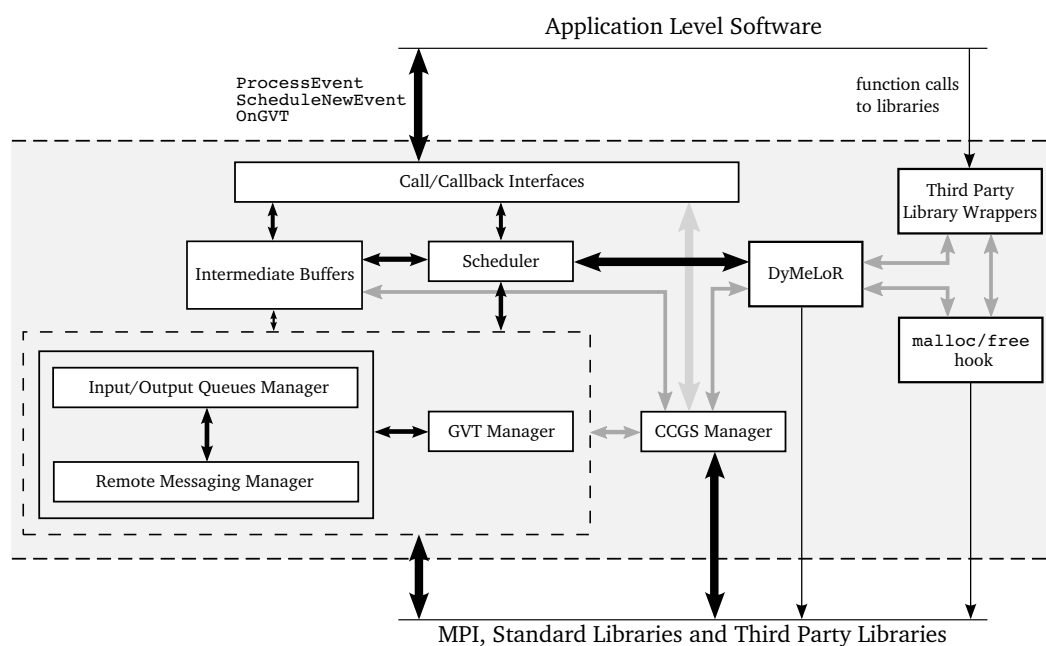 Application Level Software
ProcessEvent
ScheduleNewEvent
OnGVT
function calls
to libraries
Call/Callback Interfaces
Third Party
Library Wrappers
Intermediate Buffers
Scheduler
DyMeLoR
malloc/free
hook
Input/Output Queues Manager
GVT Manager
CCGS Manager
Remote Messaging Manager
MPI, Standard Libraries and Third Party Libraries